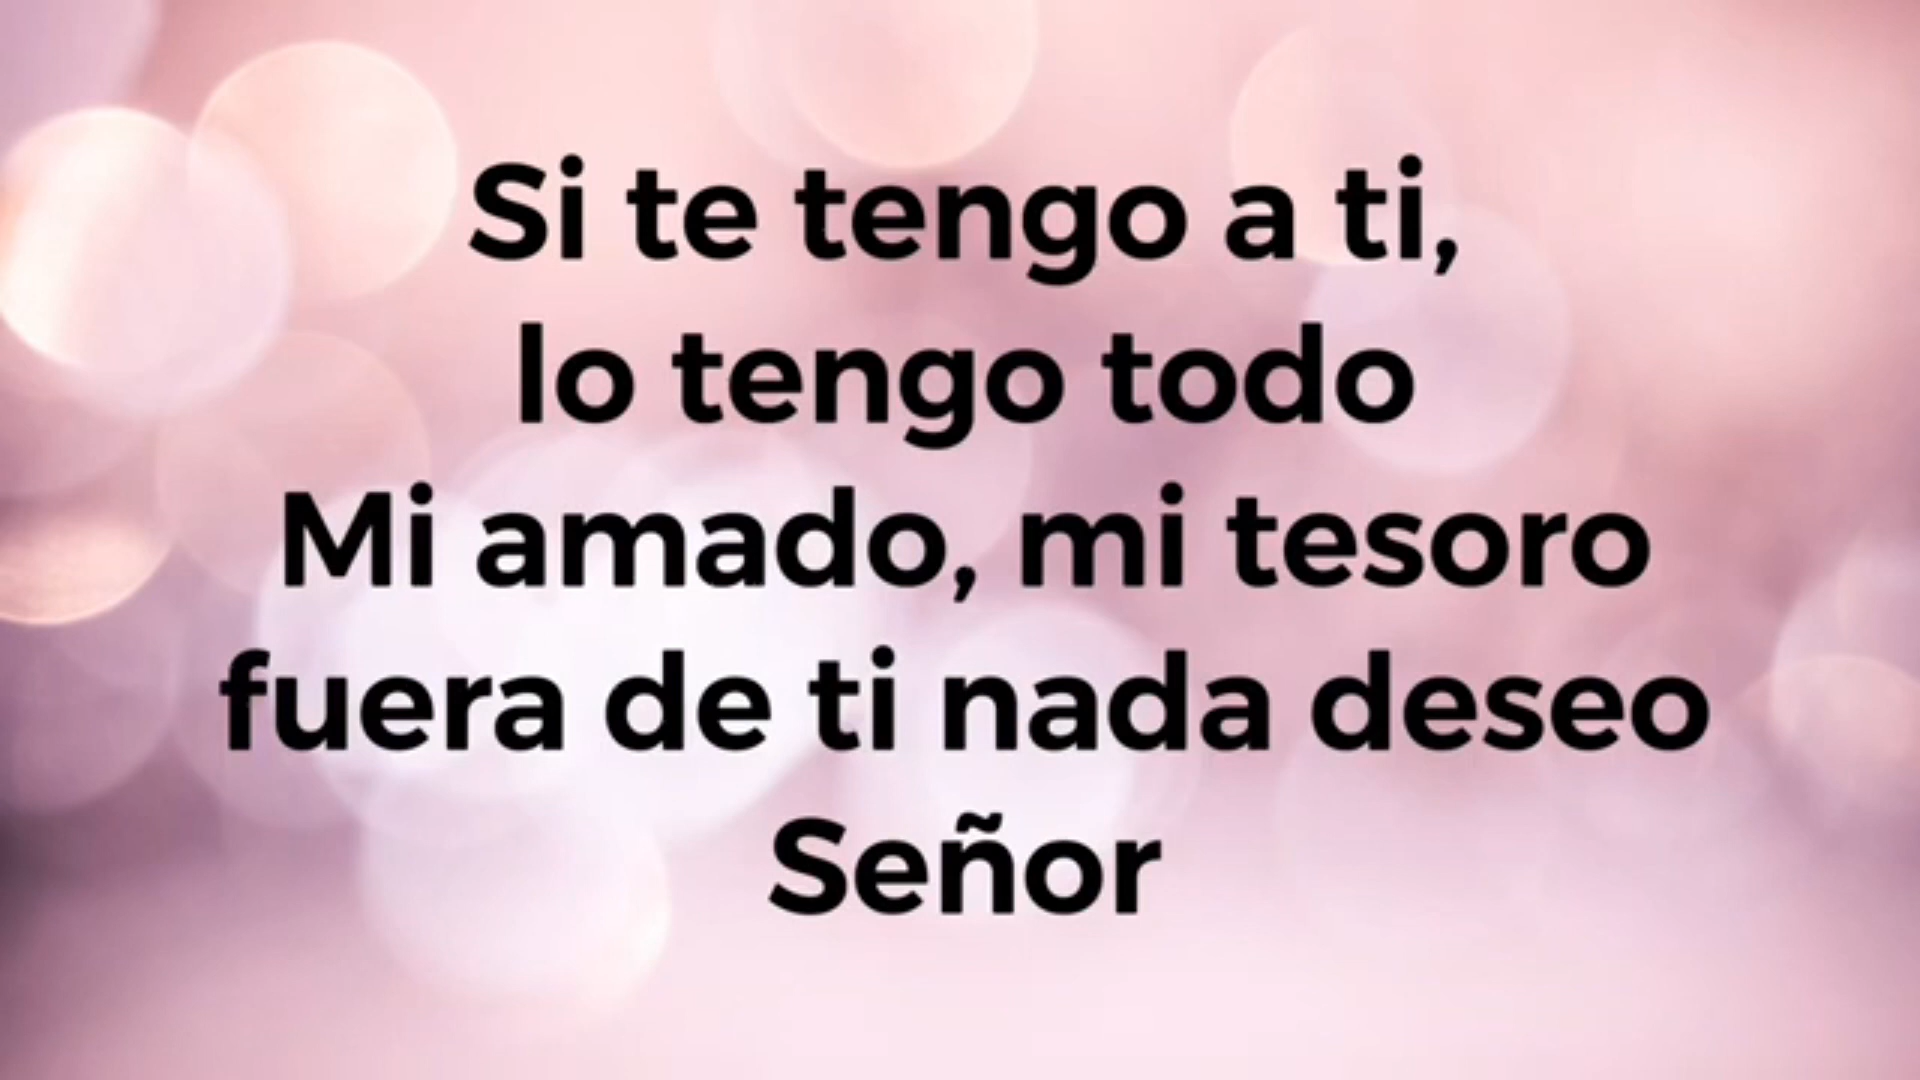 Si te tengo a ti,
lo tengo todo
Mi amado, mi tesoro
fuera de ti nada deseo
Señor